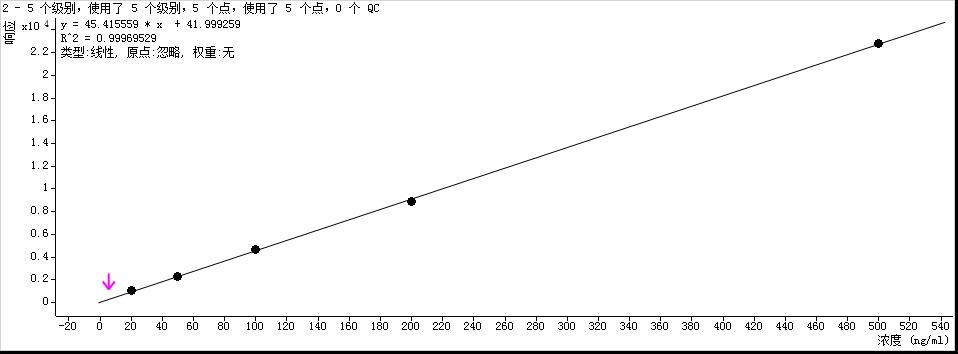 2 - 5 个级别，使用了 5 个级别，5 个点，使用了 5 个点，0 个 QC
响应
x10 4
y = 45.415559 * x + 41.999259
R^2 = 0.99969529
类型:线性, 原点:忽略, 权重:无
2.2
2
1.8
1.6
1.4
1.2
1
0.8
0.6
0.4
0.2
0
-20 0 20 40 60 80 100 120 140 160 180 200 220 240 260 280 300 320 340 360 380 400 420 440 460 480 500 520 540
浓度 (ng/ml)